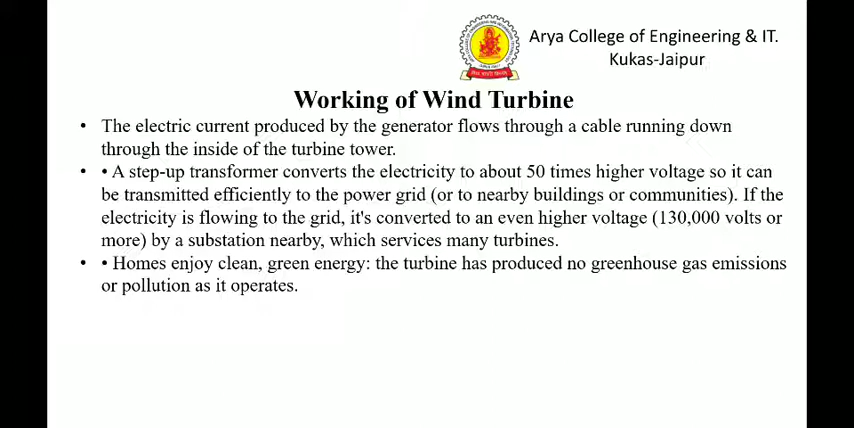 Arya College of Engineering & IT.
Kukas-Jaipur
Working of Wind Turbine
• The electric current produced by the generator flows through a cable running down
through the inside of the turbine tower.
• • A step-up transformer converts the electricity to about 50 times higher voltage so it can
be transmitted efficiently to the power grid (or to nearby buildings or communities). If the
electricity is flowing to the grid, it's converted to an even higher voltage (130,000 volts or
more) by a substation nearby, which services many turbines.
• • Homes enjoy clean, green energy: the turbine has produced no greenhouse gas emissions
or pollution as it operates.